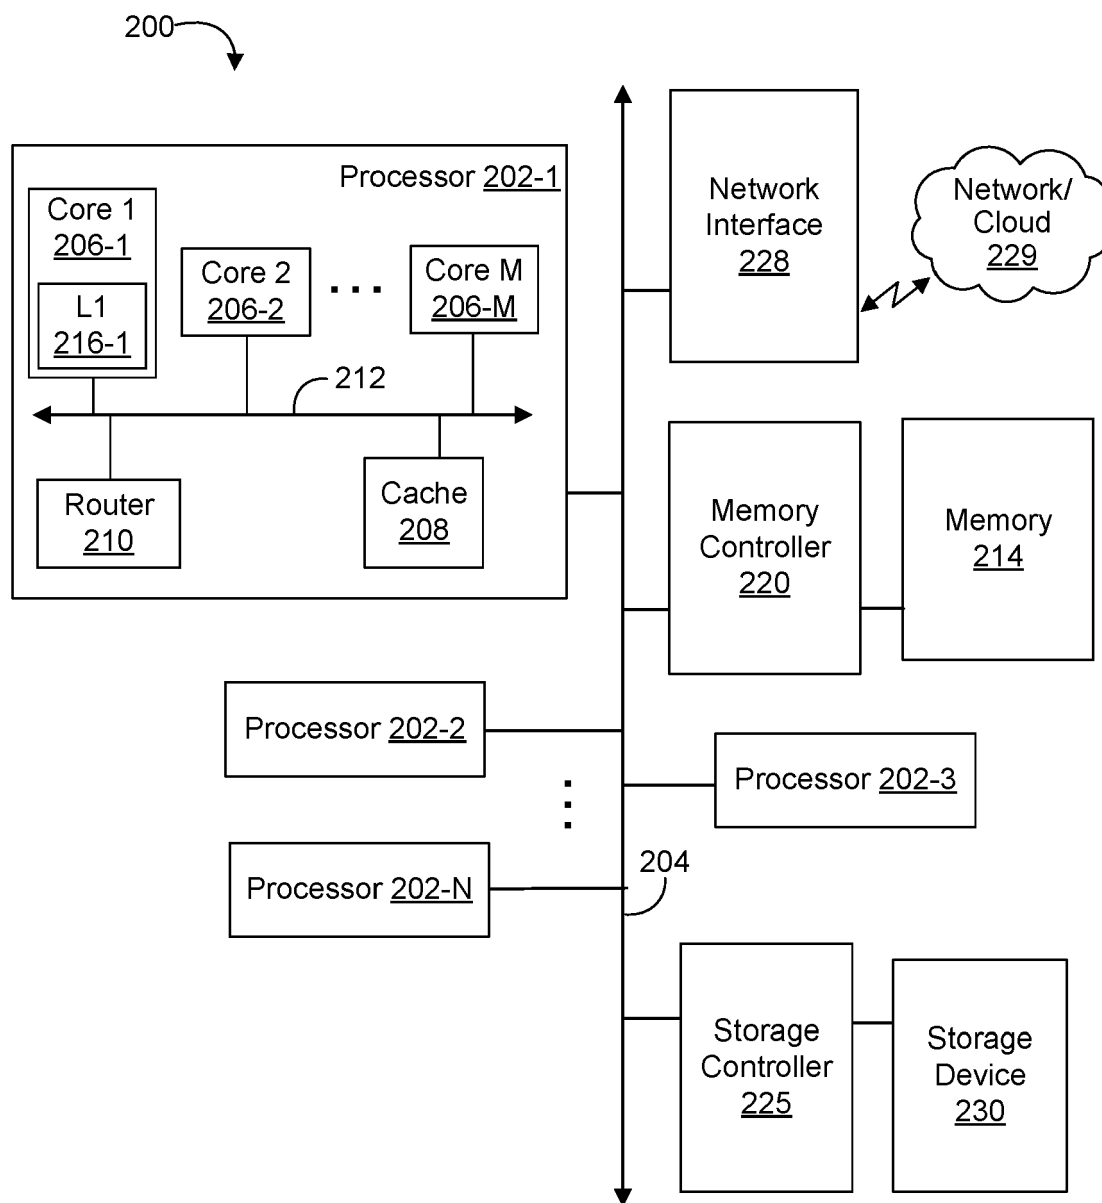 200
Processor 202-1
Core 1
206-1
L1
216-1
Core 2
206-2
Core M
206-M
212
Router
210
Cache
208
Network
Interface
228
Network/
Cloud
229
Memory
Controller
220
Memory
214
Processor 202-2
Processor 202-3
Processor 202-N
204
Storage
Controller
225
Storage
Device
230